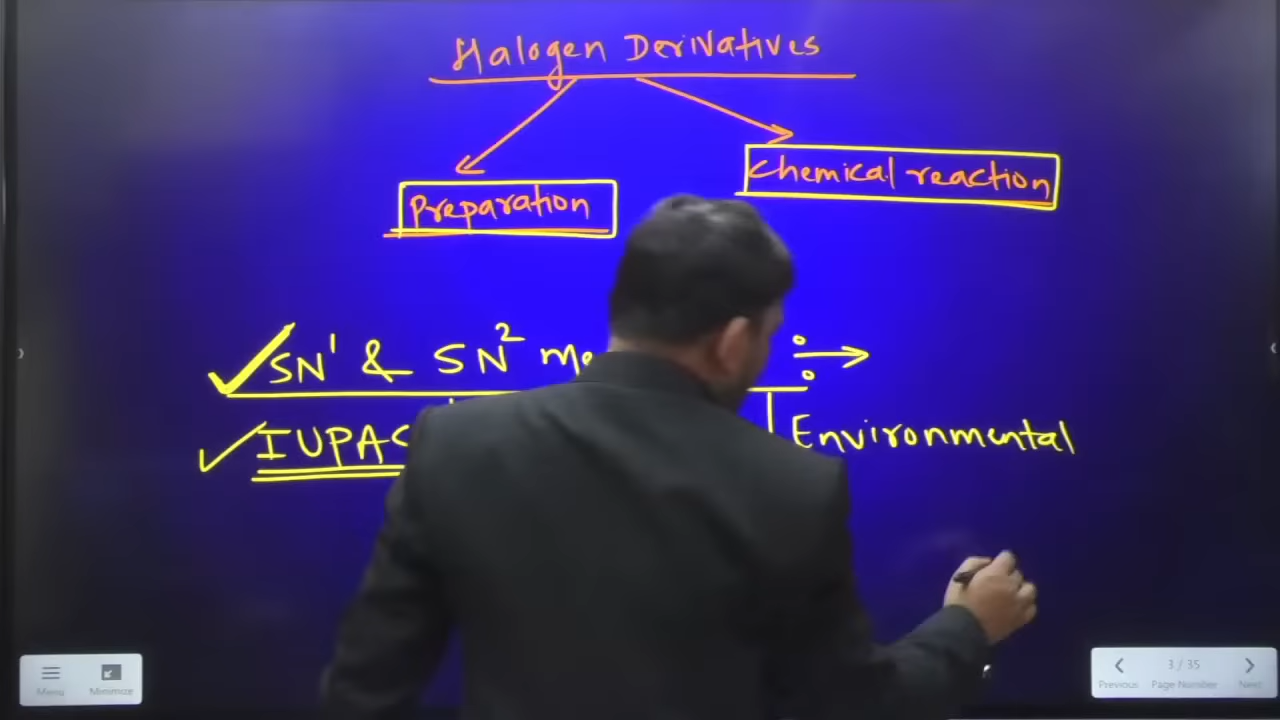 Halogen Derivatives
Preparation
Chemical reaction
SN¹ & SN² Me
IUPAC
Environmental
Menu
Minimize
3 / 35
Previous
Page Number
Next